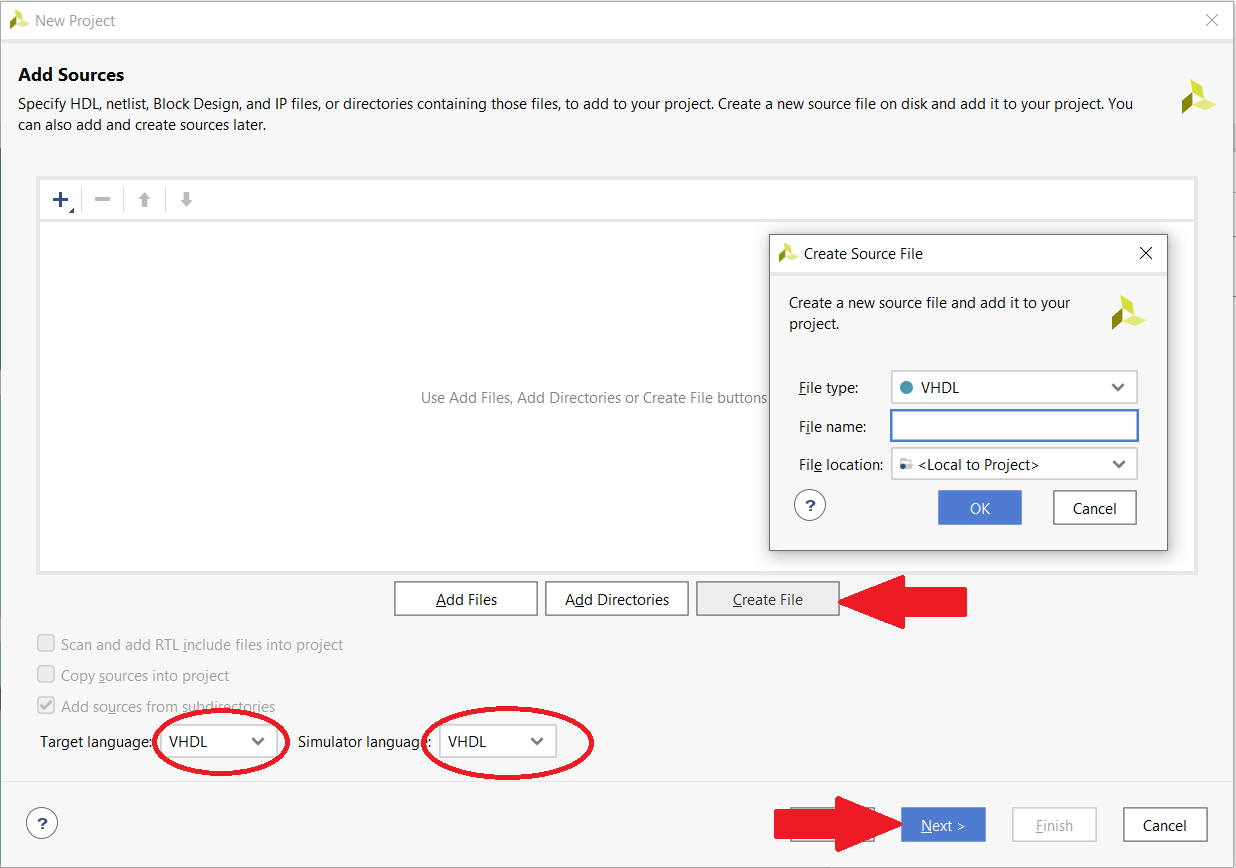 New Project
Add Sources
Specify HDL, netlist, Block Design, and IP files, or directories containing those files, to add to your project. Create a new source file on disk and add it to your project. You
can also add and create sources later.
Use Add Files, Add Directories or Create File buttons
Create Source File
Create a new source file and add it to your
project.
File type: VHDL
File name:
File location: <Local to Project>
? OK Cancel
Add Files Add Directories Create File
Scan and add RTL include files into project
Copy sources into project
Add sources from subdirectories
Target language: VHDL Simulator language: VHDL
? Next > Finish Cancel